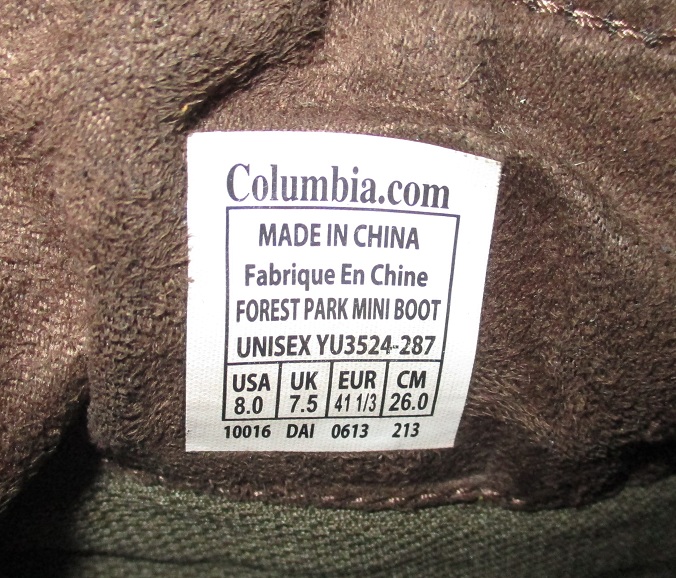 Columbia.com
MADE IN CHINA
Fabrique En Chine
FOREST PARK MINI BOOT
UNISEX YU3524-287
USA UK EUR CM
8.0 7.5 41 1/3 26.0
10016 DAI 0613 213